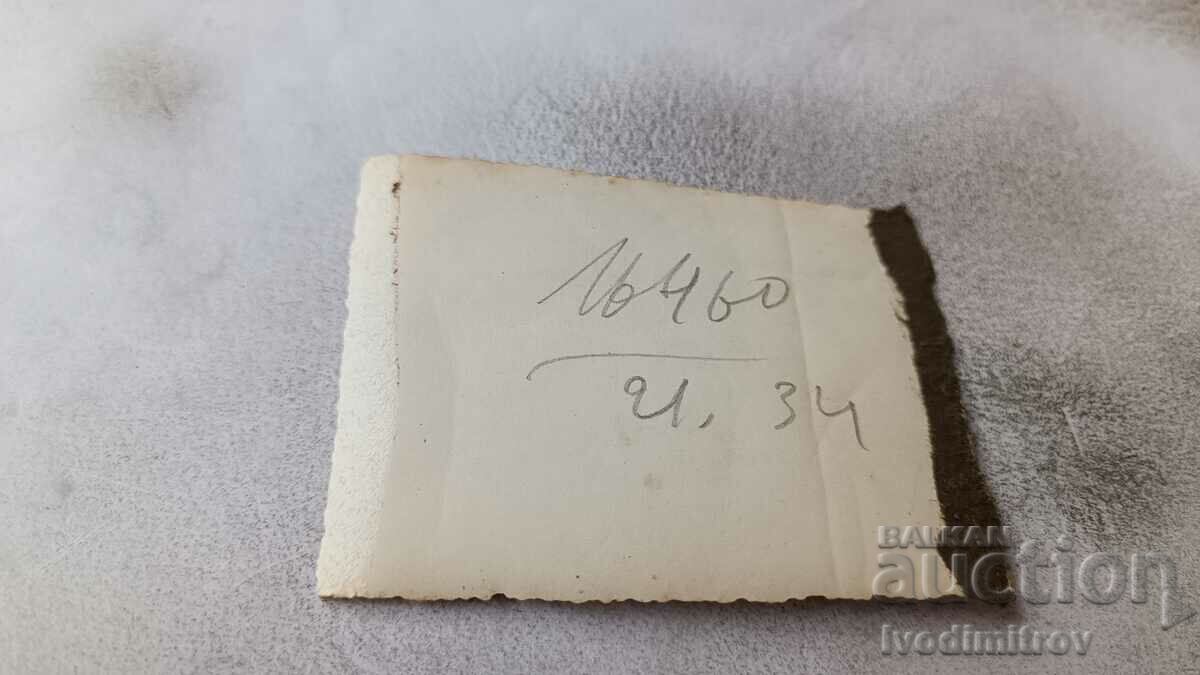 16460
21, 34
BALKAN
auction
Ivodimitrov